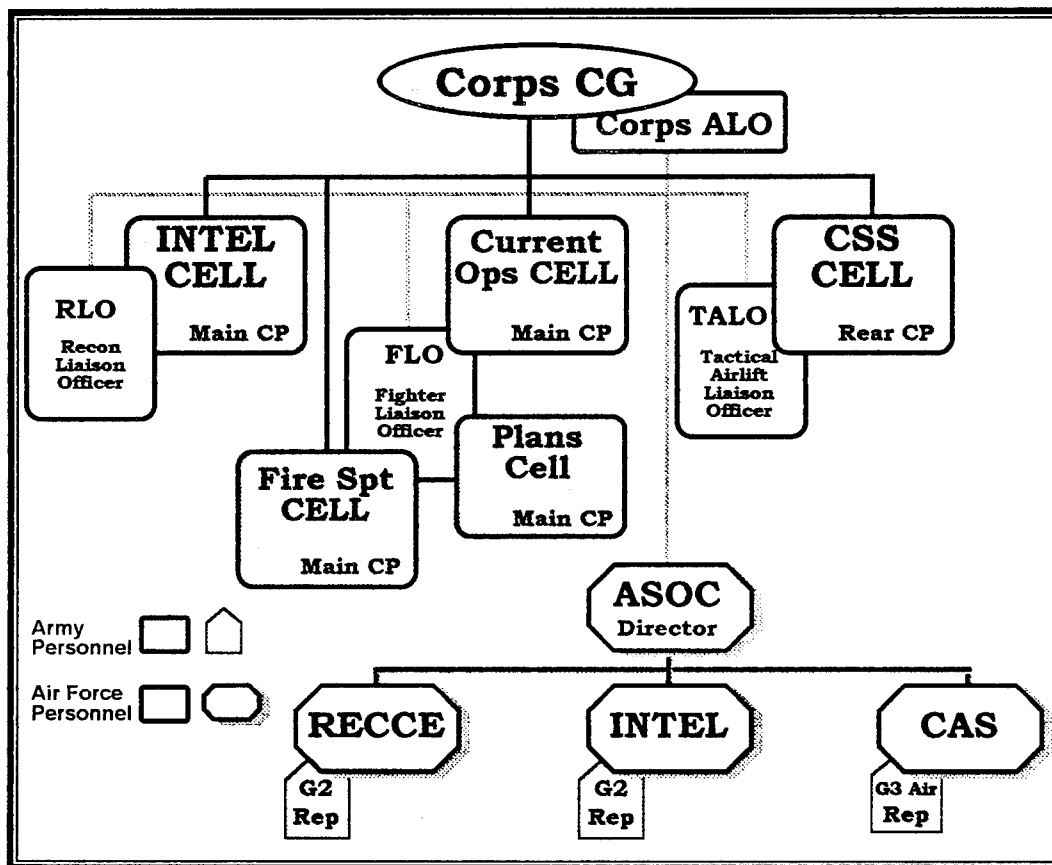 Corps CG
Corps ALO
INTEL
CELL
Main CP
RLO
Recon
Liaison
Officer
Current
Ops CELL
Main CP
FLO
Fighter
Liaison
Officer
CSS
CELL
Rear CP
TALO
Tactical
Airlift
Liaison
Officer
Fire Spt
CELL
Main CP
Plans
Cell
Main CP
ASOC
Director
Army
Personnel
Air Force
Personnel
RECCE
G2
Rep
INTEL
G2
Rep
CAS
G3 Air
Rep